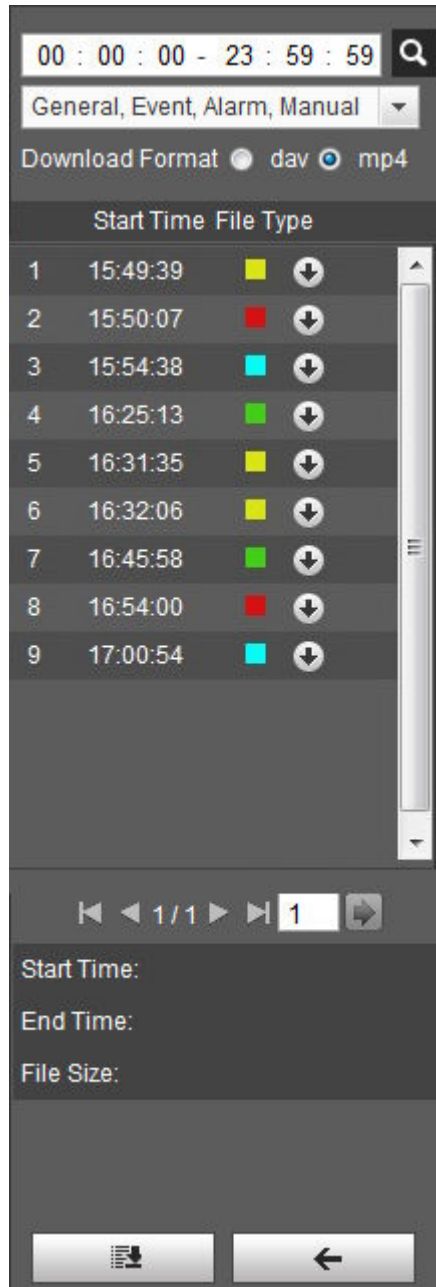 00 : 00 : 00 - 23 : 59 : 59
General, Event, Alarm, Manual
Download Format dav mp4
Start Time File Type
1 15:49:39
2 15:50:07
3 15:54:38
4 16:25:13
5 16:31:35
6 16:32:06
7 16:45:58
8 16:54:00
9 17:00:54
1 / 1 1
Start Time:
End Time:
File Size: